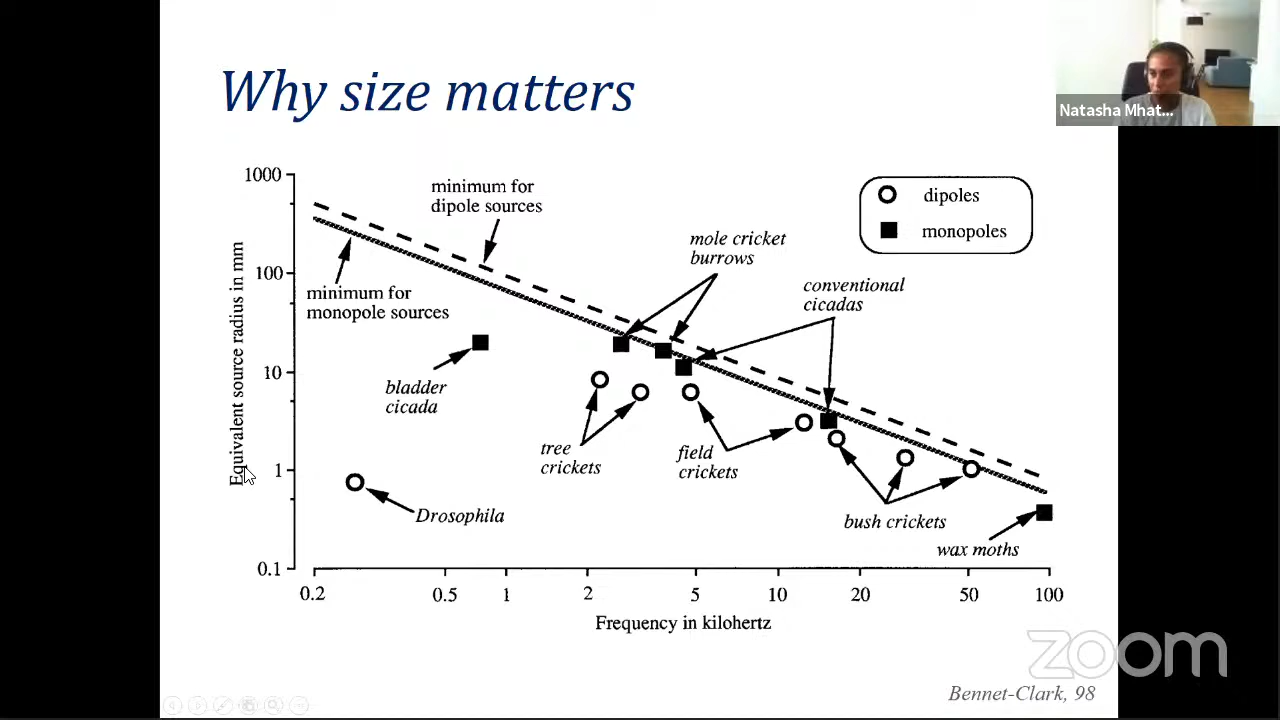 Why size matters
Natasha Mhat...
1000
100
10
1
0.1
Equivalent source radius in mm
minimum for
dipole sources
minimum for
monopole sources
mole cricket
burrows
conventional
cicadas
dipoles
monopoles
bladder
cicada
tree
crickets
field
crickets
bush crickets
wax moths
Drosophila
0.2
0.5
1
2
5
10
20
50
100
Frequency in kilohertz
zoom
Bennet-Clark, 98